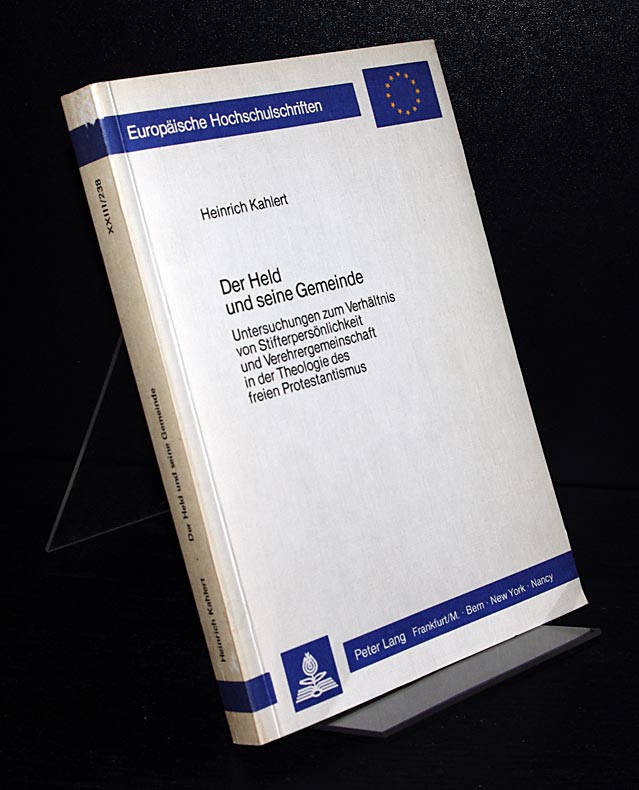 Europäische Hochschulschriften
Heinrich Kahlert
Der Held
und seine Gemeinde
Untersuchungen zum Verhältnis
von Stifterpersönlichkeit
und Verehrergemeinschaft
in der Theologie des
freien Protestantismus
Peter Lang Frankfurt/M. · Bern · New York · Nancy
XXIII/238
Heinrich Kahlert · Der Held und seine Gemeinde